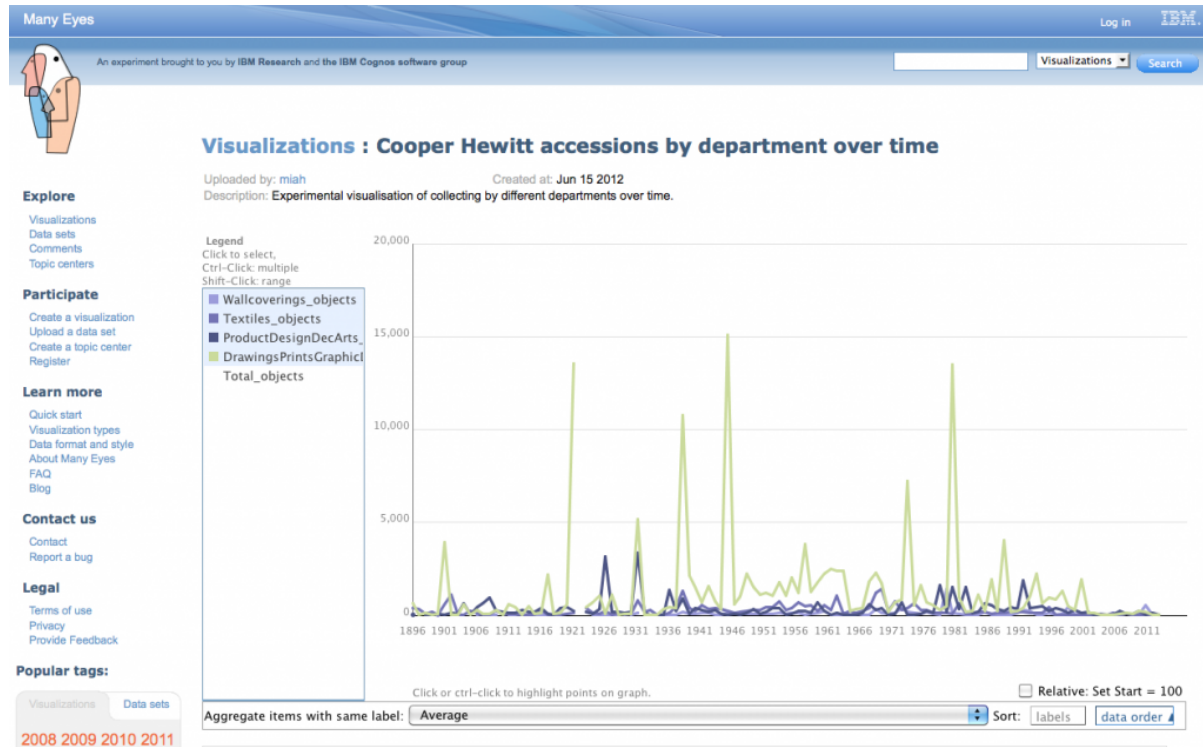 Many Eyes
Log in
IBM.
An experiment brought to you by IBM Research and the IBM Cognos software group
Visualizations
Search
Visualizations : Cooper Hewitt accessions by department over time
Uploaded by: miah
Created at: Jun 15 2012
Description: Experimental visualisation of collecting by different departments over time.
Explore
Visualizations
Data sets
Comments
Topic centers
Participate
Create a visualization
Upload a data set
Create a topic center
Register
Learn more
Quick start
Visualization types
Data format and style
About Many Eyes
FAQ
Blog
Contact us
Contact
Report a bug
Legal
Terms of use
Privacy
Provide Feedback
Popular tags:
Visualizations
Data sets
2008 2009 2010 2011
Legend
Click to select,
Ctrl-Click: multiple
Shift-Click: range
Wallcoverings_objects
Textiles_objects
ProductDesignDecArts_
DrawingsPrintsGraphicI
Total_objects
20,000
15,000
10,000
5,000
0
1896 1901 1906 1911 1916 1921 1926 1931 1936 1941 1946 1951 1956 1961 1966 1971 1976 1981 1986 1991 1996 2001 2006 2011
Click or ctrl-click to highlight points on graph.
Relative: Set Start = 100
Aggregate items with same label: Average
Sort: labels data order